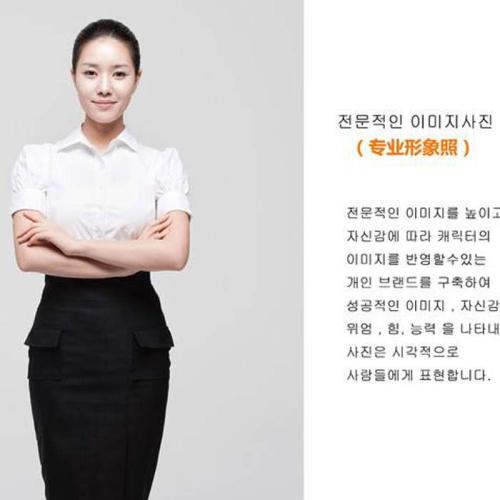 전문적인 이미지사진
( 专业形象照 )
전문적인 이미지를 높이고
자신감에 따라 캐릭터의
이미지를 반영할수있는
개인 브랜드를 구축하여
성공적인 이미지 , 자신감
위엄 , 힘, 능력 을 나타내
사진은 시각적으로
사람들에게 표현합니다.